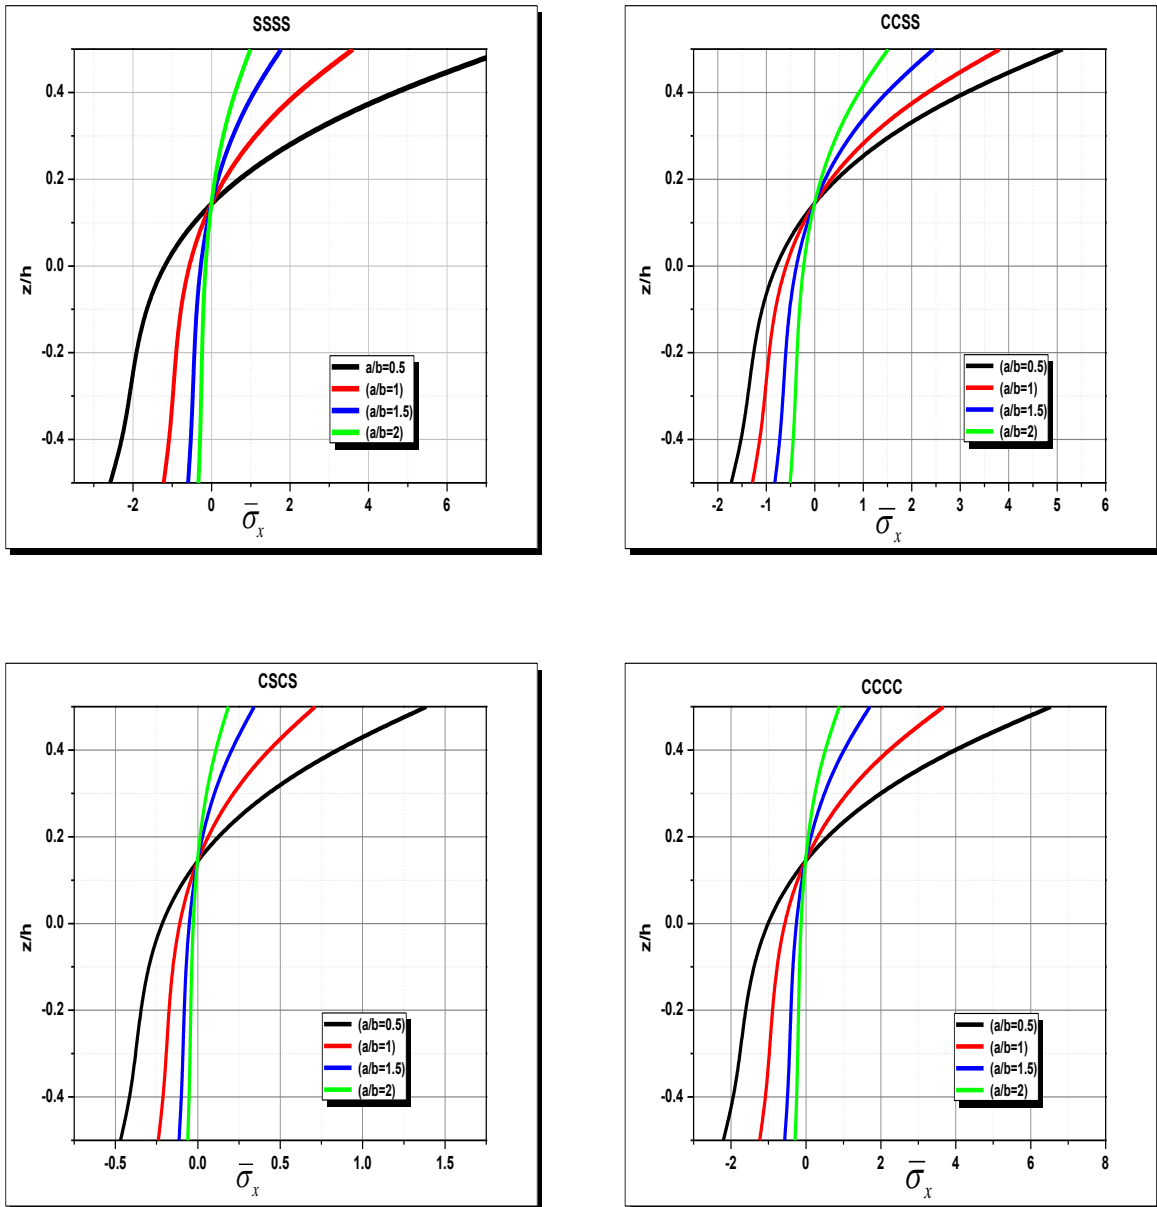 SSSS
0.4
0.2
0.0
-0.2
-0.4
z/h
a/b=0.5
(a/b=1)
(a/b=1.5)
(a/b=2)
-2 0 2 4 6
σ̅x
CCSS
0.4
0.2
0.0
-0.2
-0.4
z/h
(a/b=0.5)
(a/b=1)
(a/b=1.5)
(a/b=2)
-2 -1 0 1 2 3 4 5 6
σ̅x
CSCS
0.4
0.2
0.0
-0.2
-0.4
z/h
(a/b=0.5)
(a/b=1)
(a/b=1.5)
(a/b=2)
-0.5 0.0 0.5 1.0 1.5
σ̅x
CCCC
0.4
0.2
0.0
-0.2
-0.4
z/h
(a/b=0.5)
(a/b=1)
(a/b=1.5)
(a/b=2)
-2 0 2 4 6 8
σ̅x